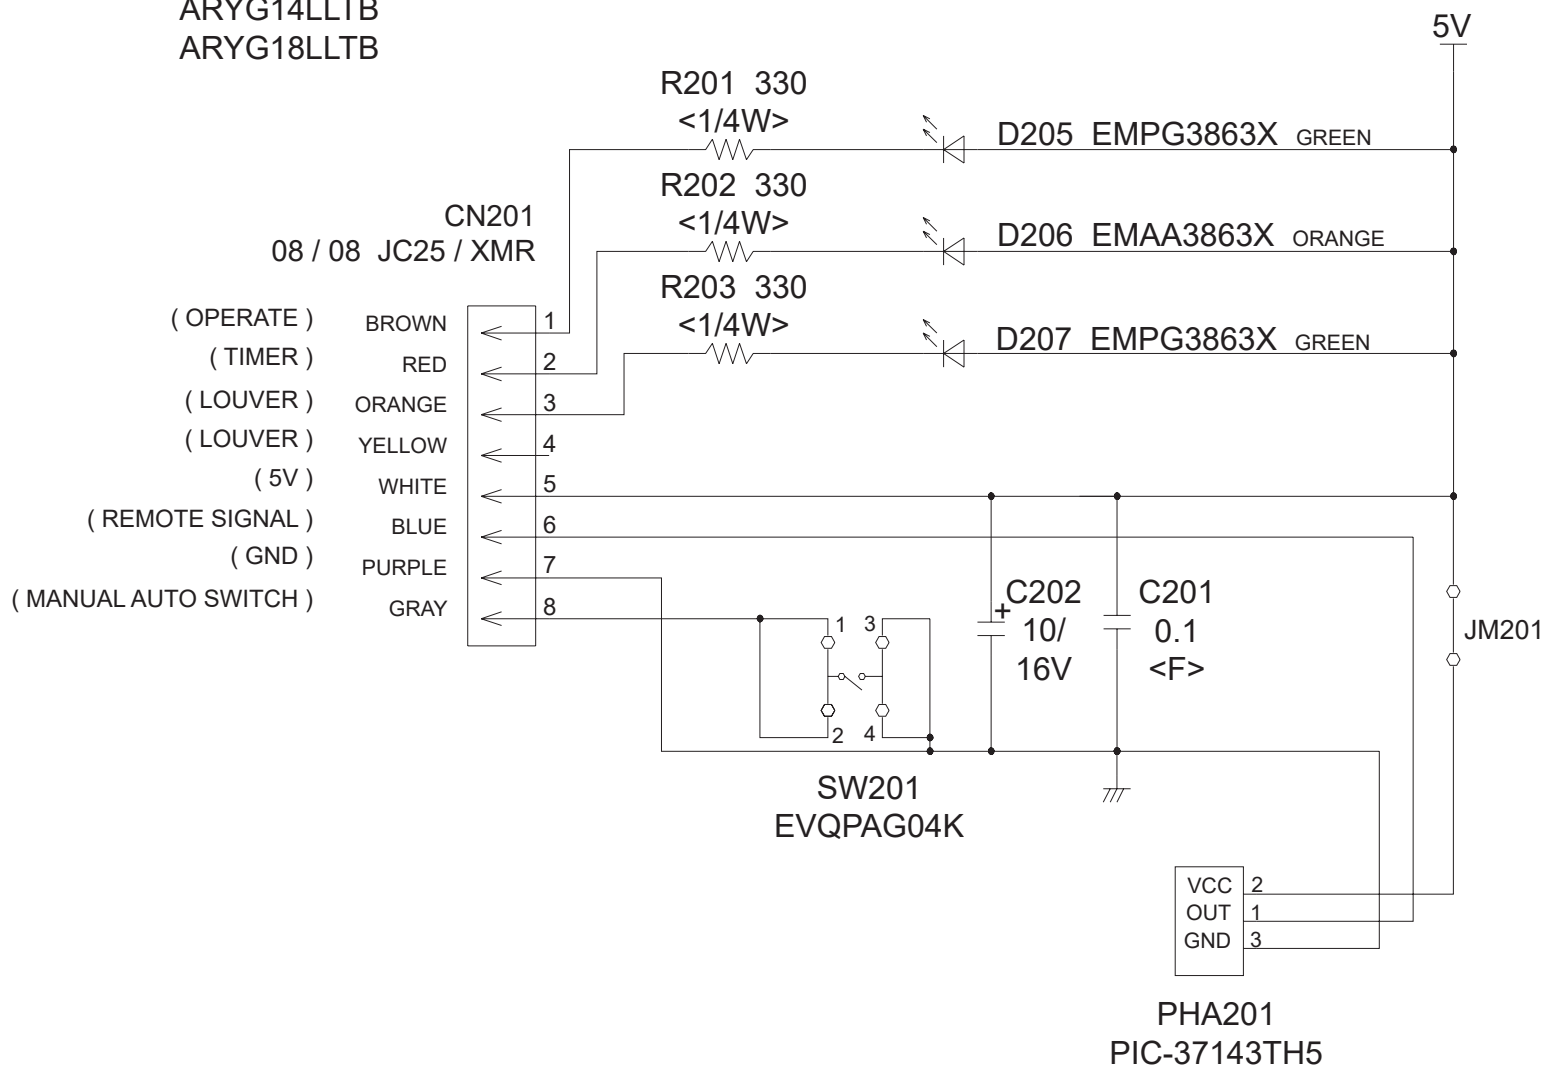 ARYG14LLTB
ARYG18LLTB
5V
R201 330
<1/4W>
D205 EMPG3863X GREEN
R202 330
<1/4W>
D206 EMAA3863X ORANGE
R203 330
<1/4W>
D207 EMPG3863X GREEN
CN201
08 / 08 JC25 / XMR
( OPERATE ) BROWN 1
( TIMER ) RED 2
( LOUVER ) ORANGE 3
( LOUVER ) YELLOW 4
( 5V ) WHITE 5
( REMOTE SIGNAL ) BLUE 6
( GND ) PURPLE 7
( MANUAL AUTO SWITCH ) GRAY 8
1 3
2 4
SW201
EVQPAG04K
+
C202
10/
16V
C201
0.1
<F>
JM201
VCC 2
OUT 1
GND 3
PHA201
PIC-37143TH5